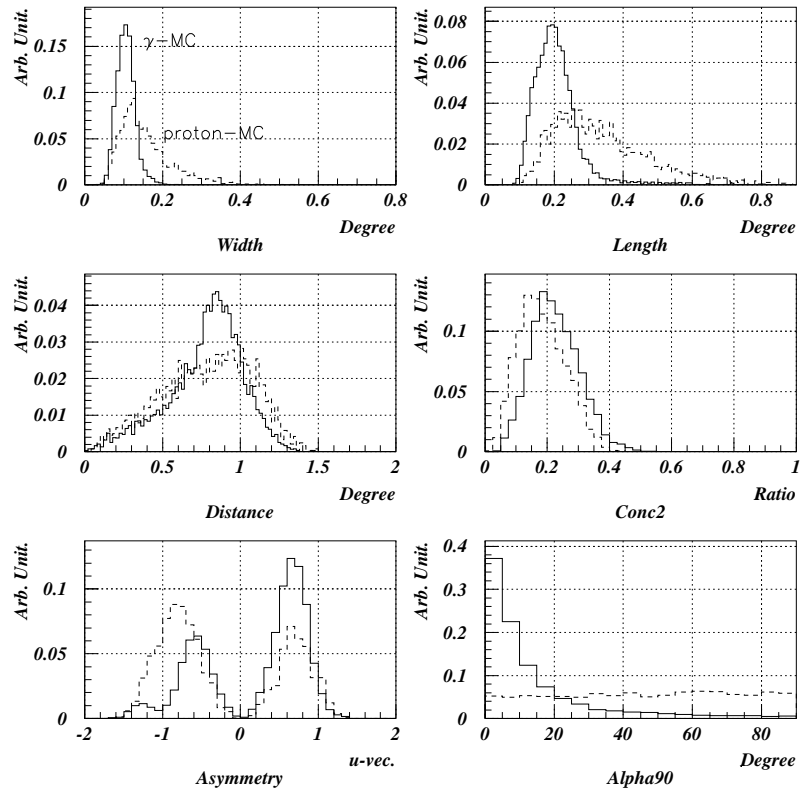 Arb. Unit.
0.15
0.1
0.05
0
γ-MC
proton-MC
0 0.2 0.4 0.6 0.8
Degree
Width
Arb. Unit.
0.08
0.06
0.04
0.02
0
0 0.2 0.4 0.6 0.8
Degree
Length
Arb. Unit.
0.04
0.03
0.02
0.01
0
0 0.5 1 1.5 2
Degree
Distance
Arb. Unit.
0.1
0.05
0
0 0.2 0.4 0.6 0.8 1
Ratio
Conc2
Arb. Unit.
0.1
0.05
0
-2 -1 0 1 2
u-vec.
Asymmetry
Arb. Unit.
0.4
0.3
0.2
0.1
0
0 20 40 60 80
Degree
Alpha90